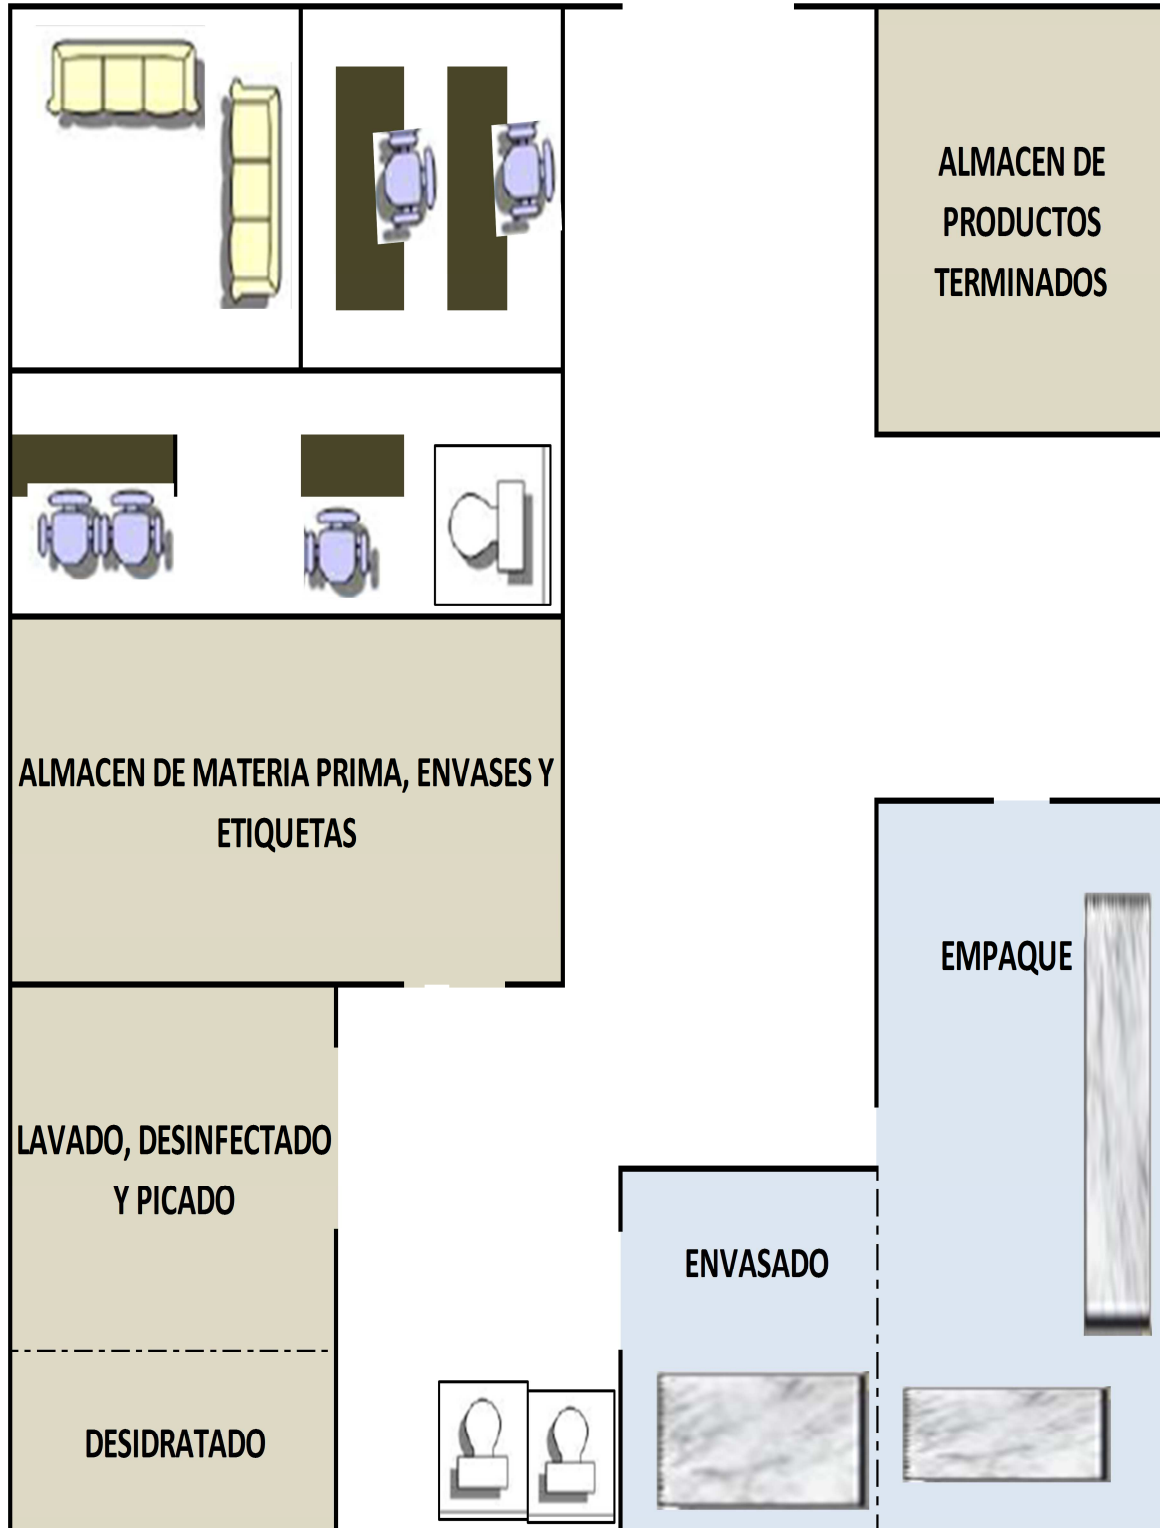 ALMACEN DE
PRODUCTOS
TERMINADOS
ALMACEN DE MATERIA PRIMA, ENVASES Y
ETIQUETAS
EMPAQUE
LAVADO, DESINFECTADO
Y PICADO
ENVASADO
DESIDRATADO